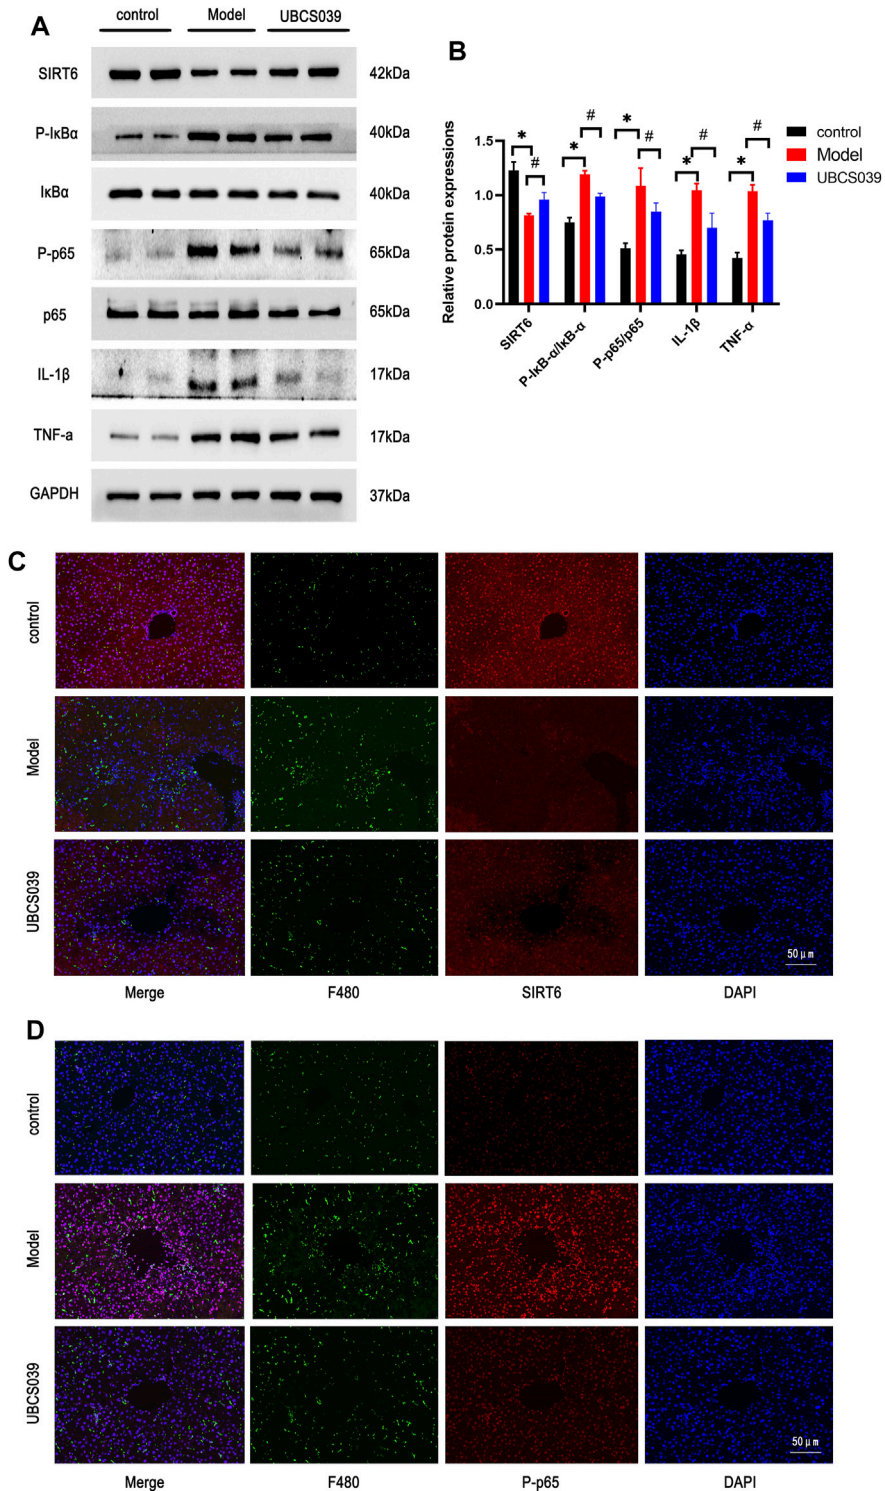 A
control Model UBCS039
SIRT6 42kDa
P-IκBα 40kDa
IκBα 40kDa
P-p65 65kDa
p65 65kDa
IL-1β 17kDa
TNF-a 17kDa
GAPDH 37kDa
B
Relative protein expressions
1.5
1.0
0.5
0.0
* # * # * # * # * #
SIRT6
P-IκB-α/IκB-α
P-p65/p65
IL-1β
TNF-α
control
Model
UBCS039
C
control
Model
UBCS039
50 μm
Merge F480 SIRT6 DAPI
D
control
Model
UBCS039
50 μm
Merge F480 P-p65 DAPI